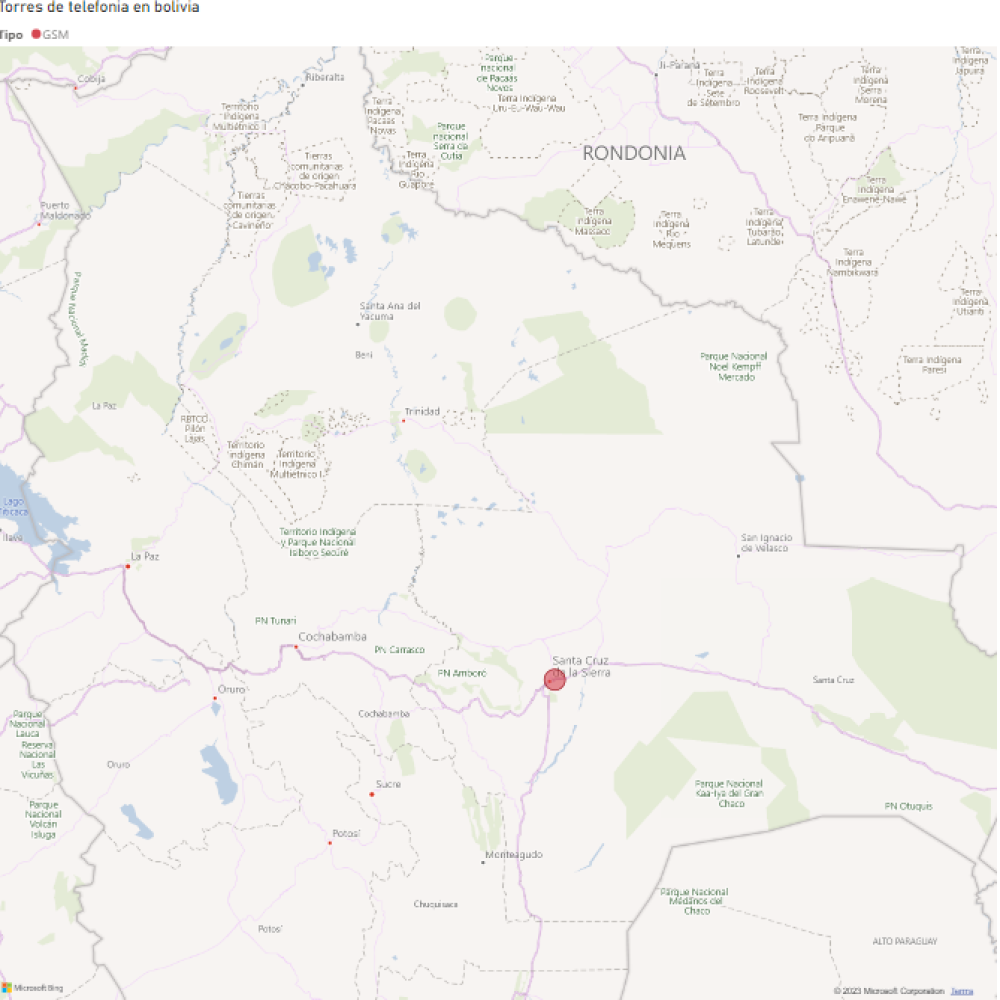 Torres de telefonia en bolivia
Tipo
GSM
Cobija
Riberalta
Parque
nacional
de Pacaás
Novos
Ji-Paraná
Terra
Indígena
Sete
de Setembro
Terra
Indígena
Roosevelt
Terra
Indígena
Serra
Morena
Terra
Indígena
Japuíra
Territorio
Indígena
Multiétnico II
Terra
Indígena
Pacaas
Novas
Terra Indígena
Uru-Eu-Wau-Wau
Parque
nacional
Serra da
Cutia
Terra Indígena
Parque
do Aripuanã
RONDONIA
Tierras
comunitarias
de origen
Chácobo-Pacahuara
Terra
Indígena
Rio
Guaporé
Terra
Indígena
Enawenê-Nawê
Puerto
Maldonado
Tierras
comunitarias
de origen
Cavineño
Terra
Indígena
Massaco
Terra
Indígena
Rio
Mequens
Terra
Indígena
Tubarão
Latunde
Terra
Indígena
Nambikwará
Parque Nacional Madidi
Terra
Indígena
Utiariti
Santa Ana del
Yacuma
Beni
Parque Nacional
Noel Kempff
Mercado
Terra Indígena
Paresi
La Paz
RBTCO
Pilón
Lajas
Trinidad
Territorio
Indígena
Chimán
Territorio
Indígena
Multiétnico I
Lago
Titicaca
Ilave
Territorio Indígena
y Parque Nacional
Isiboro Securé
San Ignacio
de Velasco
La Paz
PN Tunari
Cochabamba
PN Carrasco
PN Amboró
Santa Cruz
de la Sierra
Santa Cruz
Oruro
Cochabamba
Parque
Nacional
Lauca
Reserva
Nacional
Las
Vicuñas
Oruro
Sucre
Parque Nacional
Kaa-Iya del Gran
Chaco
PN Otuquis
Parque
Nacional
Volcán
Isluga
Potosí
Monteagudo
Parque Nacional
Médanos del
Chaco
Chuquisaca
Potosí
ALTO PARAGUAY
Microsoft Bing
© 2023 Microsoft Corporation Terms